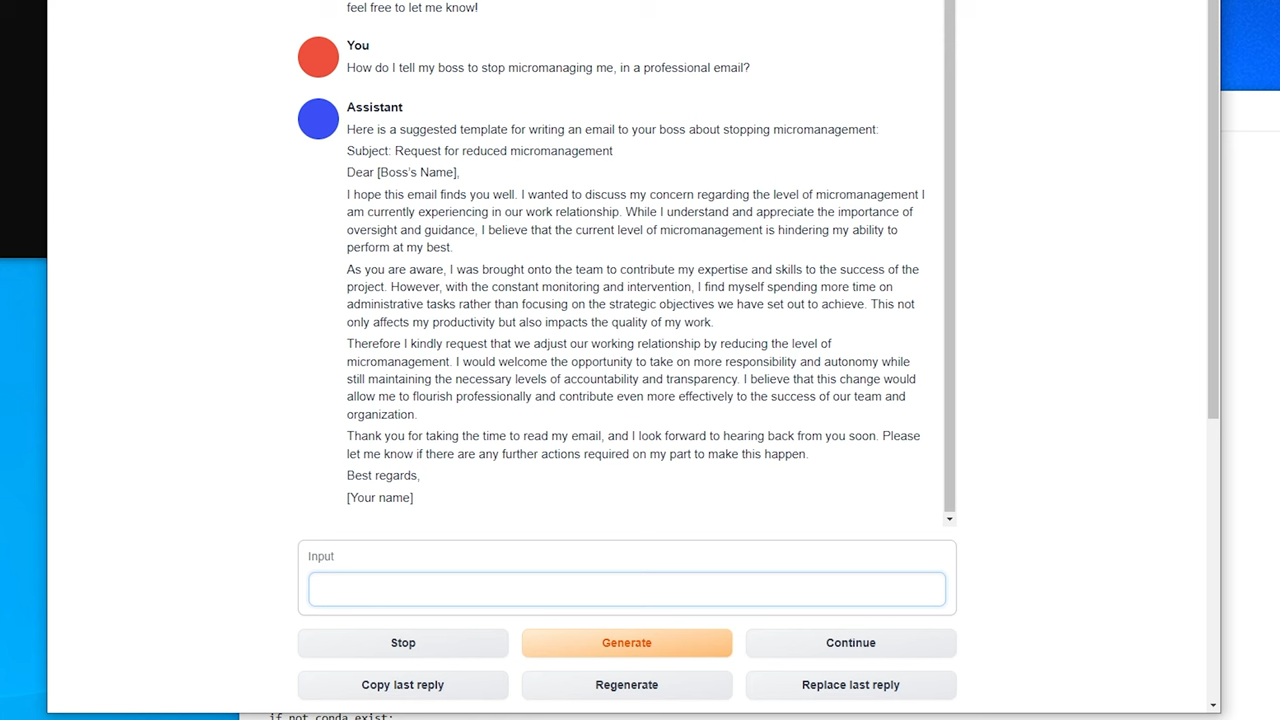 feel free to let me know!
You
How do I tell my boss to stop micromanaging me, in a professional email?
Assistant
Here is a suggested template for writing an email to your boss about stopping micromanagement:
Subject: Request for reduced micromanagement
Dear [Boss's Name],
I hope this email finds you well. I wanted to discuss my concern regarding the level of micromanagement I
am currently experiencing in our work relationship. While I understand and appreciate the importance of
oversight and guidance, I believe that the current level of micromanagement is hindering my ability to
perform at my best.
As you are aware, I was brought onto the team to contribute my expertise and skills to the success of the
project. However, with the constant monitoring and intervention, I find myself spending more time on
administrative tasks rather than focusing on the strategic objectives we have set out to achieve. This not
only affects my productivity but also impacts the quality of my work.
Therefore I kindly request that we adjust our working relationship by reducing the level of
micromanagement. I would welcome the opportunity to take on more responsibility and autonomy while
still maintaining the necessary levels of accountability and transparency. I believe that this change would
allow me to flourish professionally and contribute even more effectively to the success of our team and
organization.
Thank you for taking the time to read my email, and I look forward to hearing back from you soon. Please
let me know if there are any further actions required on my part to make this happen.
Best regards,
[Your name]
Input
Stop Generate Continue
Copy last reply Regenerate Replace last reply
if not conda exist: